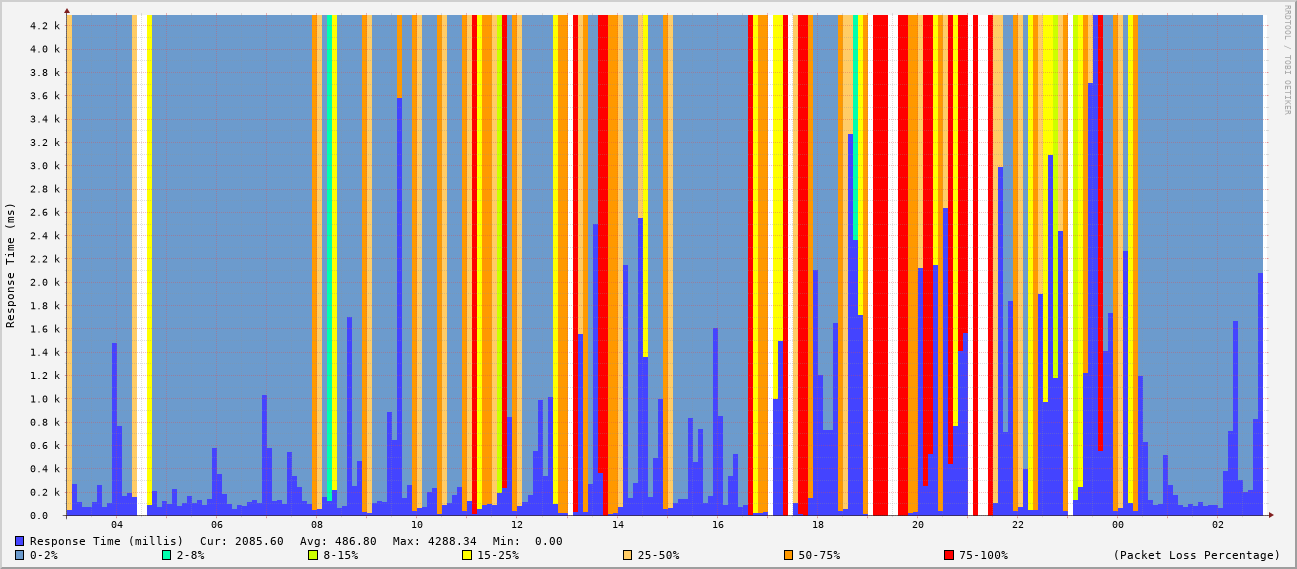 RRDTOOL / TOBI OETIKER
Response Time (ms)
4.2 k
4.0 k
3.8 k
3.6 k
3.4 k
3.2 k
3.0 k
2.8 k
2.6 k
2.4 k
2.2 k
2.0 k
1.8 k
1.6 k
1.4 k
1.2 k
1.0 k
0.8 k
0.6 k
0.4 k
0.2 k
0.0
04 06 08 10 12 14 16 18 20 22 00 02
Response Time (millis) Cur: 2085.60 Avg: 486.80 Max: 4288.34 Min: 0.00
0-2% 2-8% 8-15% 15-25% 25-50% 50-75% 75-100% (Packet Loss Percentage)